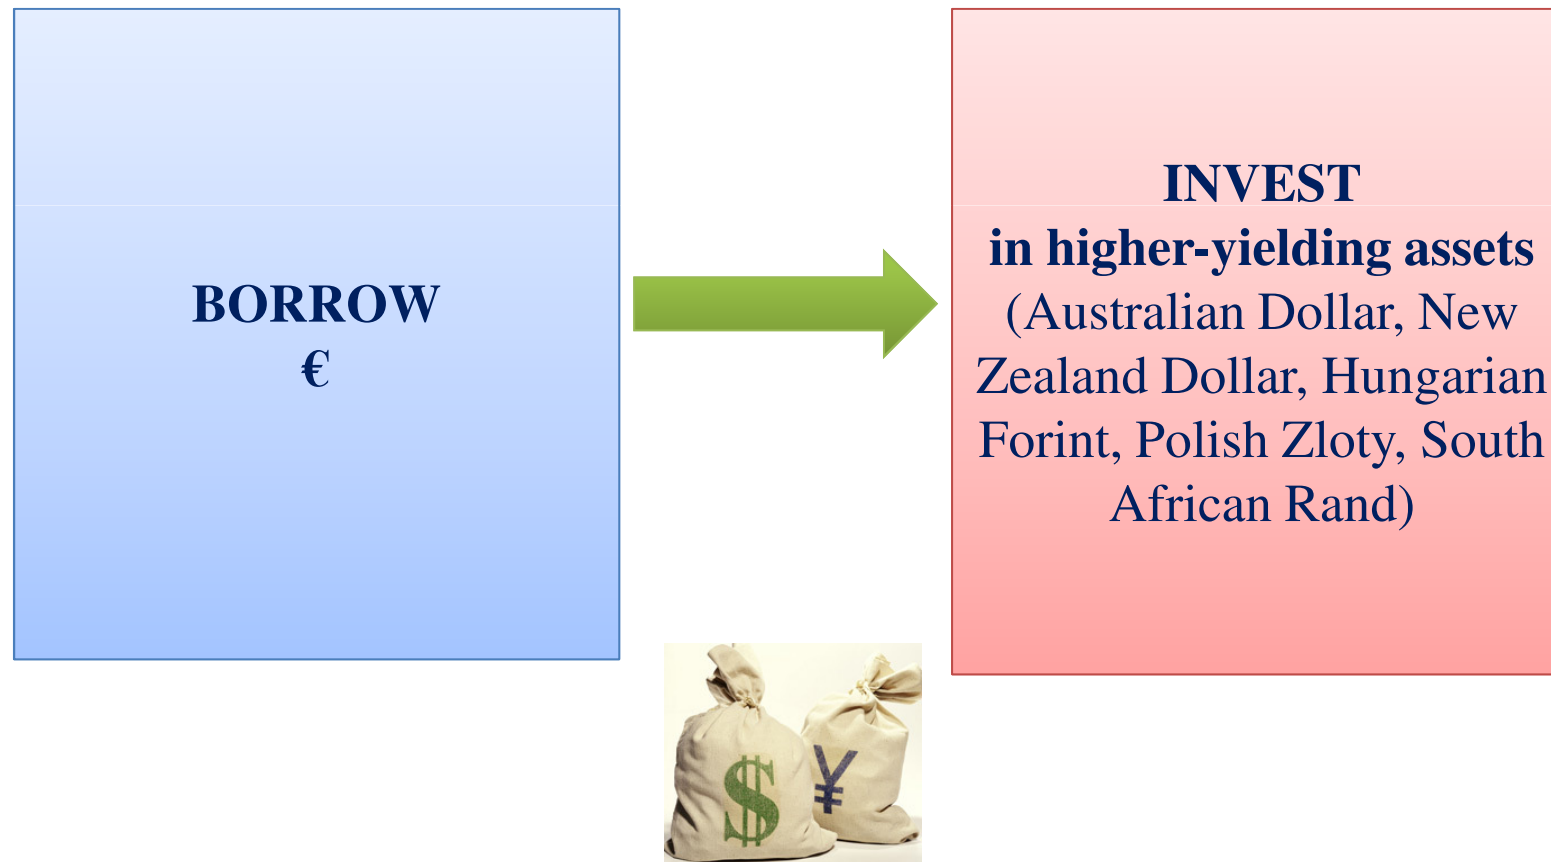 BORROW
€
INVEST
in higher-yielding assets
(Australian Dollar, New
Zealand Dollar, Hungarian
Forint, Polish Zloty, South
African Rand)
$
¥